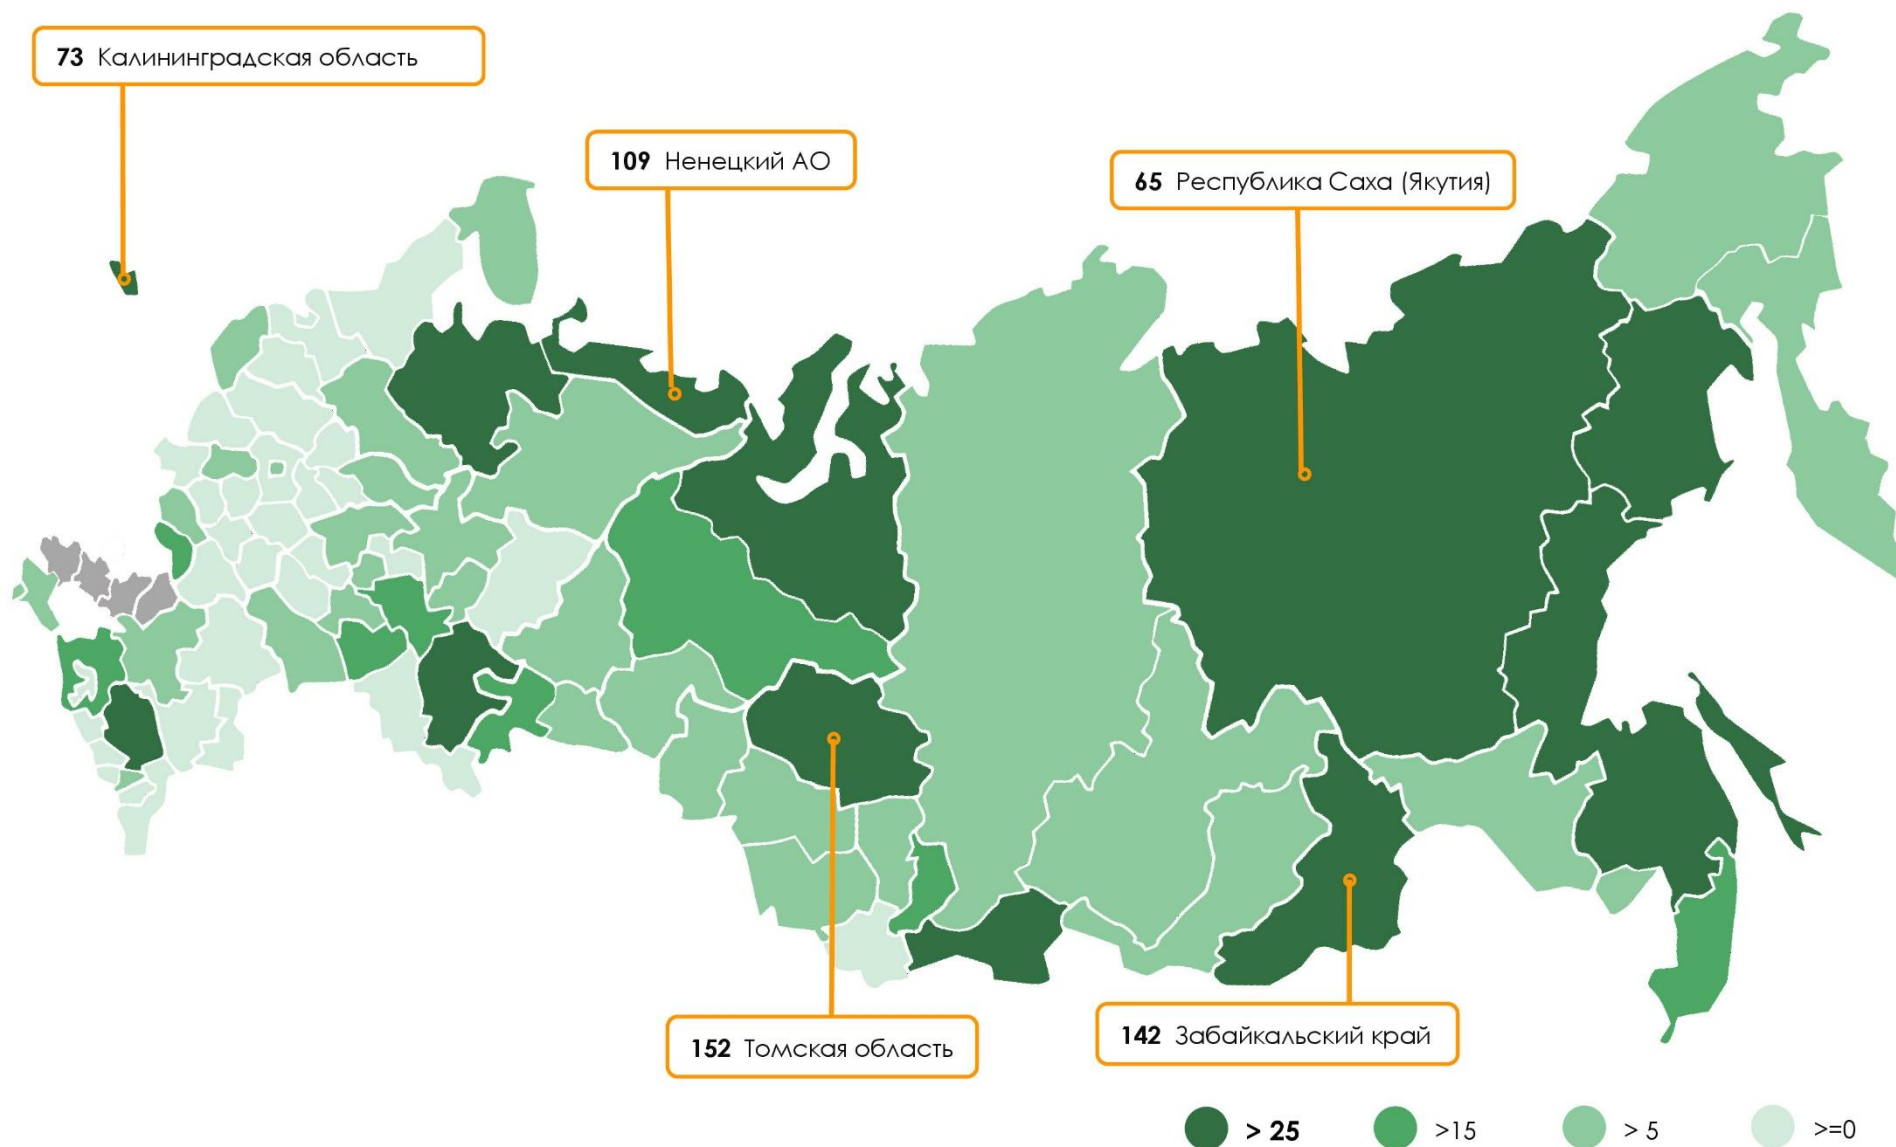 73 Калининградская область
109 Ненецкий АО
65 Республика Саха (Якутия)
152 Томская область
142 Забайкальский край
> 25
>15
> 5
>=0